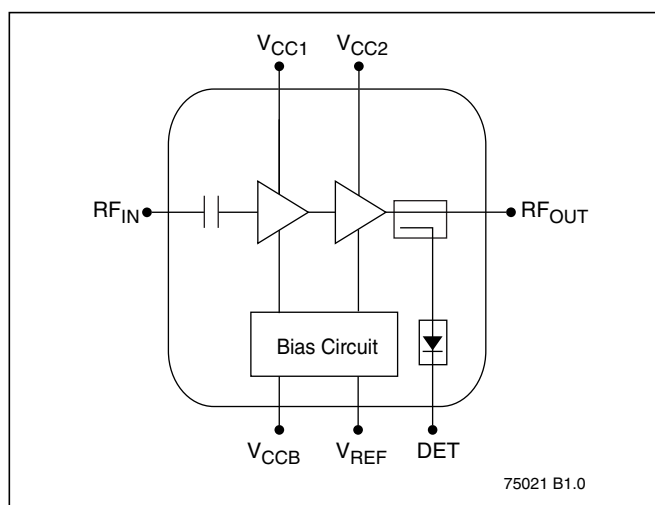 VCC1
VCC2
RFIN
RFOUT
Bias Circuit
VCCB
VREF
DET
75021 B1.0